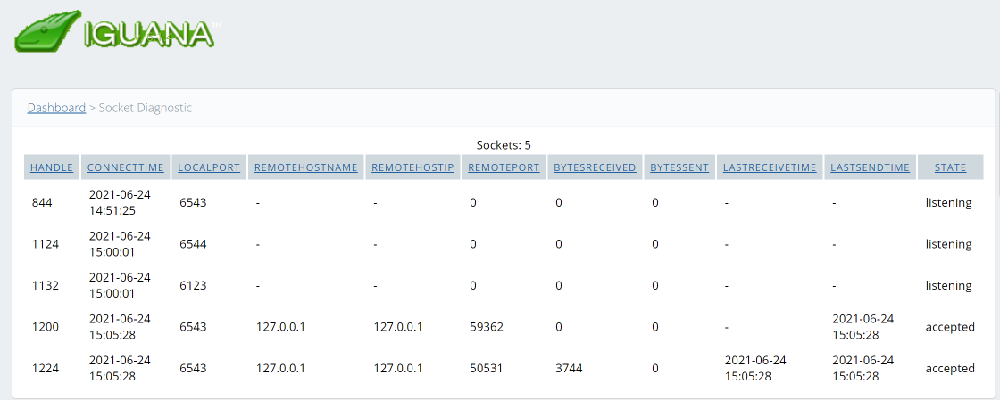 IGUANA™
Dashboard > Socket Diagnostic
Sockets: 5
HANDLE CONNECTTIME LOCALPORT REMOTEHOSTNAME REMOTEHOSTIP REMOTEPORT BYTESRECEIVED BYTESSENT LASTRECEIVETIME LASTSENDTIME STATE
844 2021-06-24 14:51:25 6543 - - 0 0 0 - - listening
1124 2021-06-24 15:00:01 6544 - - 0 0 0 - - listening
1132 2021-06-24 15:00:01 6123 - - 0 0 0 - - listening
1200 2021-06-24 15:05:28 6543 127.0.0.1 127.0.0.1 59362 0 0 - 2021-06-24 15:05:28 accepted
1224 2021-06-24 15:05:28 6543 127.0.0.1 127.0.0.1 50531 3744 0 2021-06-24 15:05:28 2021-06-24 15:05:28 accepted